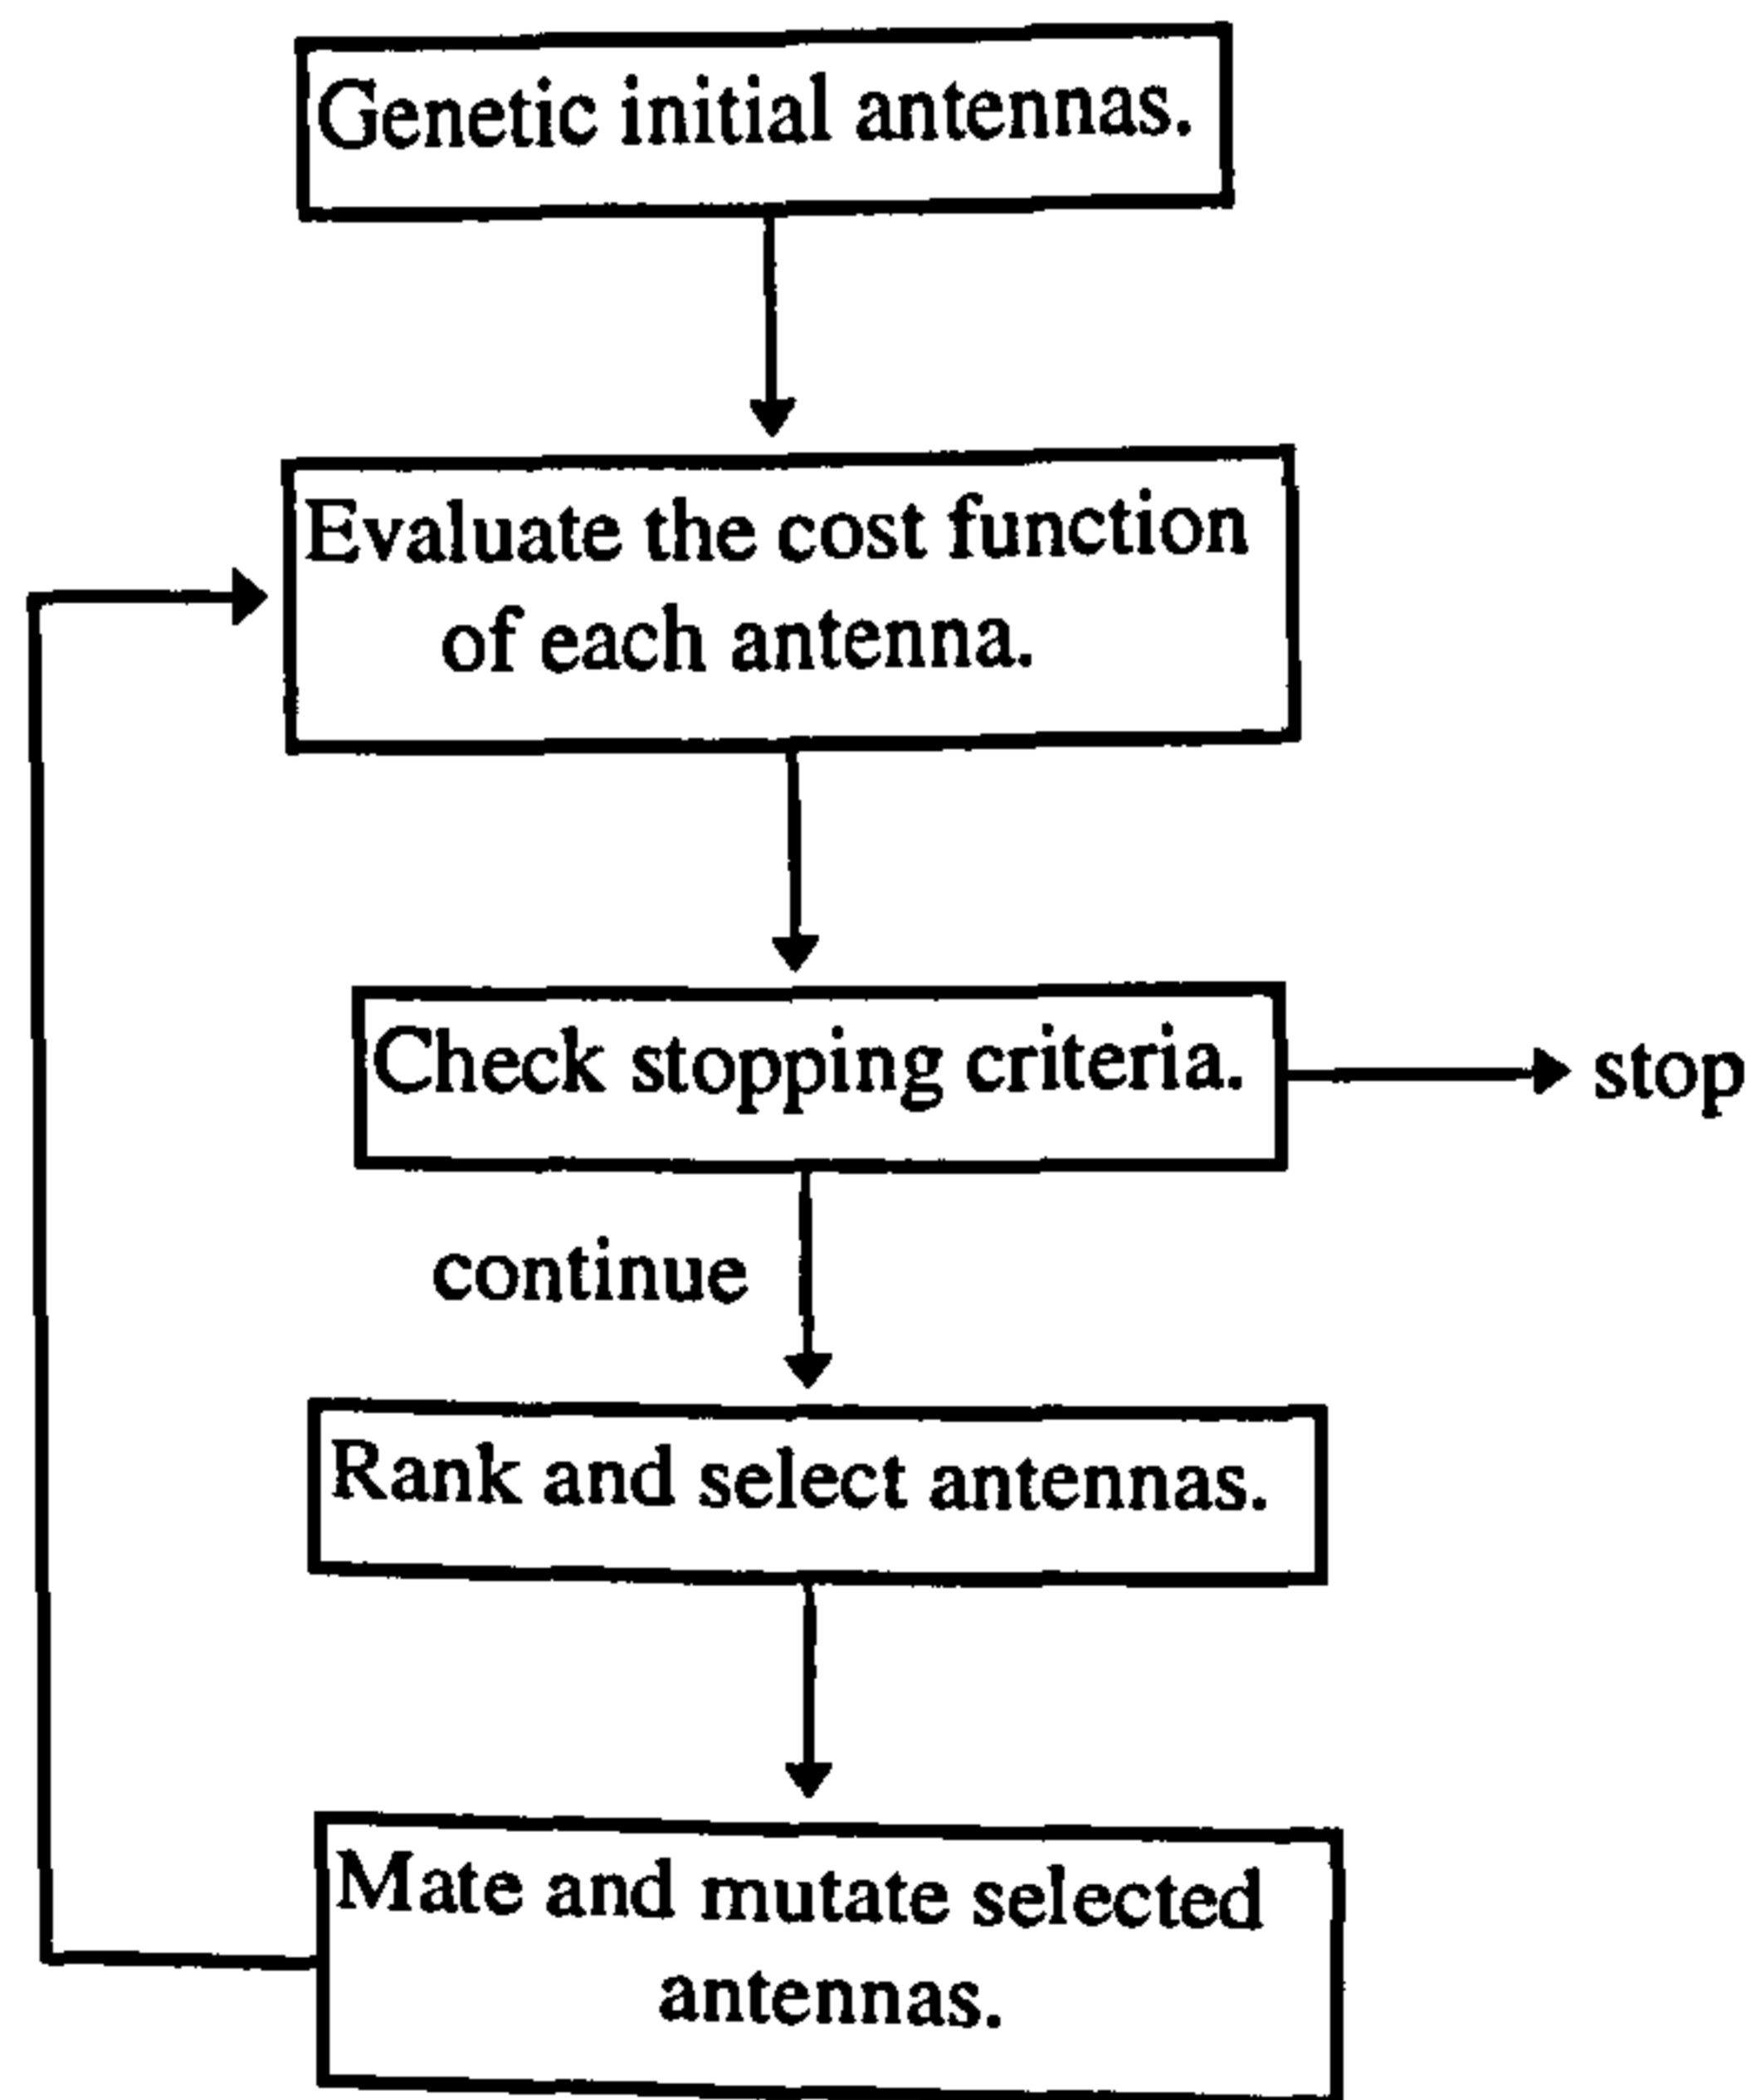 Genetic initial antennas.
Evaluate the cost function
of each antenna.
Check stopping criteria.
stop
continue
Rank and select antennas.
Mate and mutate selected
antennas.